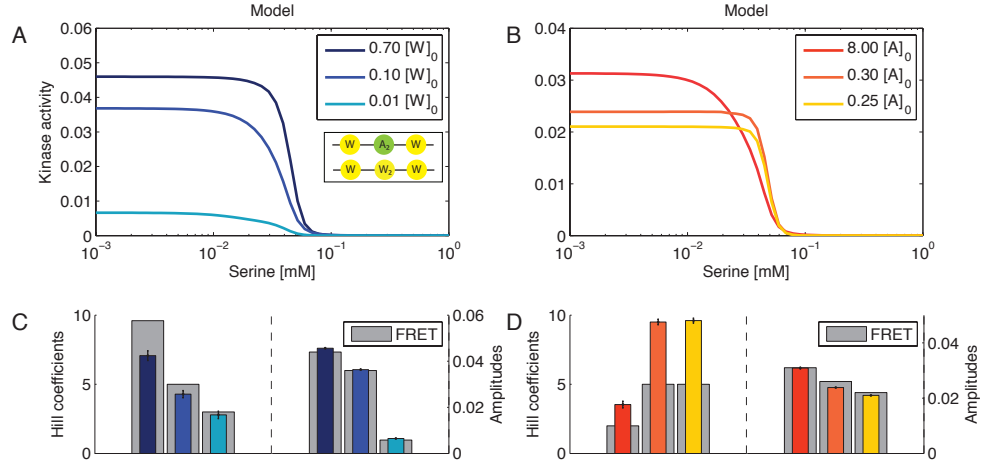 Model
A
0.06
0.05
0.04
0.03
0.02
0.01
0
Kinase activity
0.70 [W]0
0.10 [W]0
0.01 [W]0
W A2 W
W W2 W
10−3 10−2 10−1 100
Serine [mM]
Model
B
0.04
0.03
0.02
0.01
0
8.00 [A]0
0.30 [A]0
0.25 [A]0
10−3 10−2 10−1 100
Serine [mM]
C
10
5
0
Hill coefficients
FRET
0.06
0.04
0.02
0
Amplitudes
D
10
5
0
Hill coefficients
FRET
0.04
0.02
0
Amplitudes